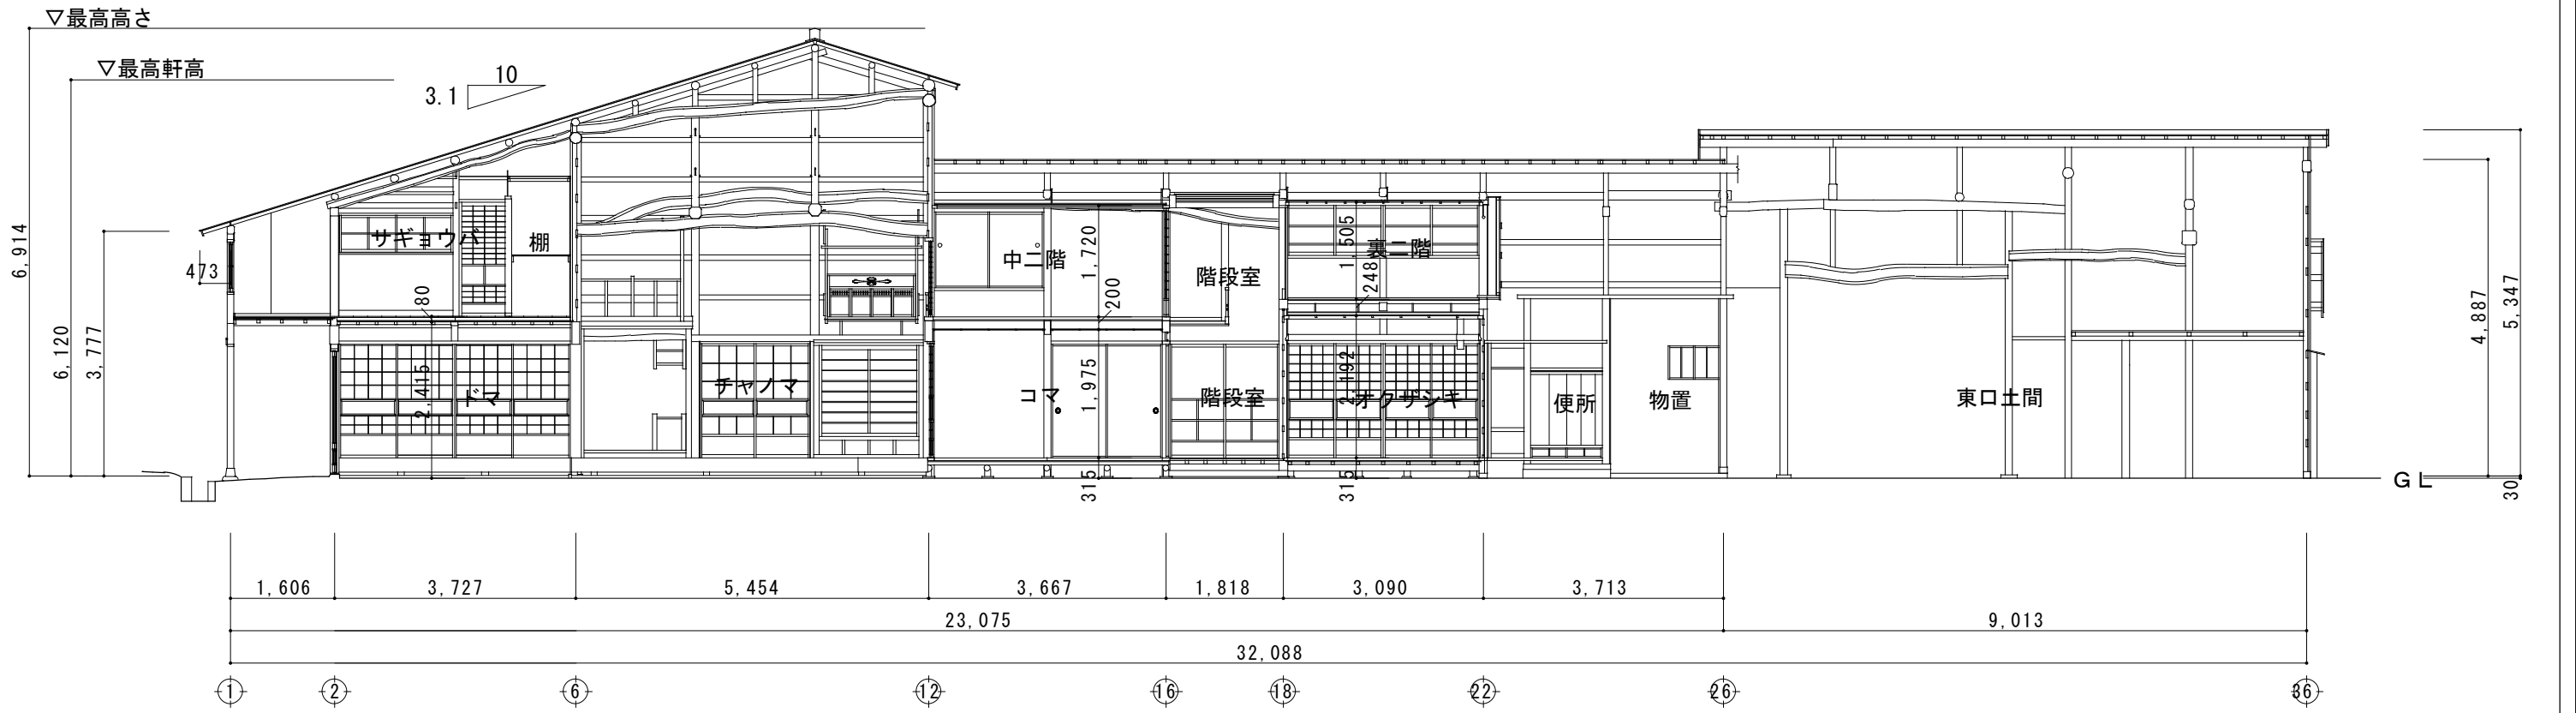 ▽最高高さ
▽最高軒高
10
3.1
6,914
6,120
3,777
473
サギョウバ
棚
80
2,415
ドマ
チャノマ
中二階
1,720
200
コマ
1,975
315
階段室
階段室
1,505
裏二階
248
2,192
オクザシキ
315
便所
物置
東口土間
4,887
5,347
GL
30
1,606
3,727
5,454
3,667
1,818
3,090
3,713
23,075
9,013
32,088
1
2
6
12
16
18
22
26
36